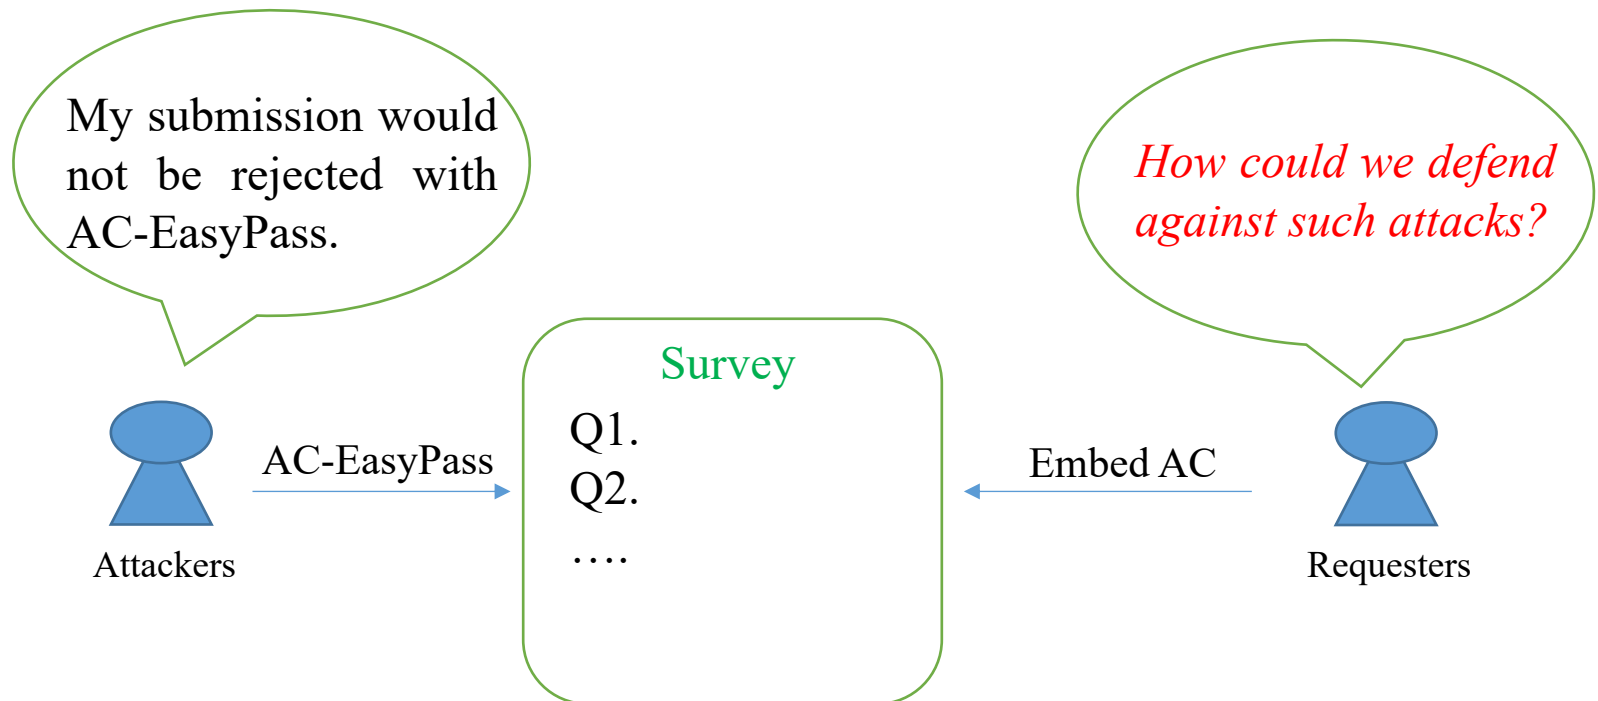 My submission would
not be rejected with
AC-EasyPass.
How could we defend
against such attacks?
Survey
Q1.
Q2.
….
AC-EasyPass
Embed AC
Attackers
Requesters